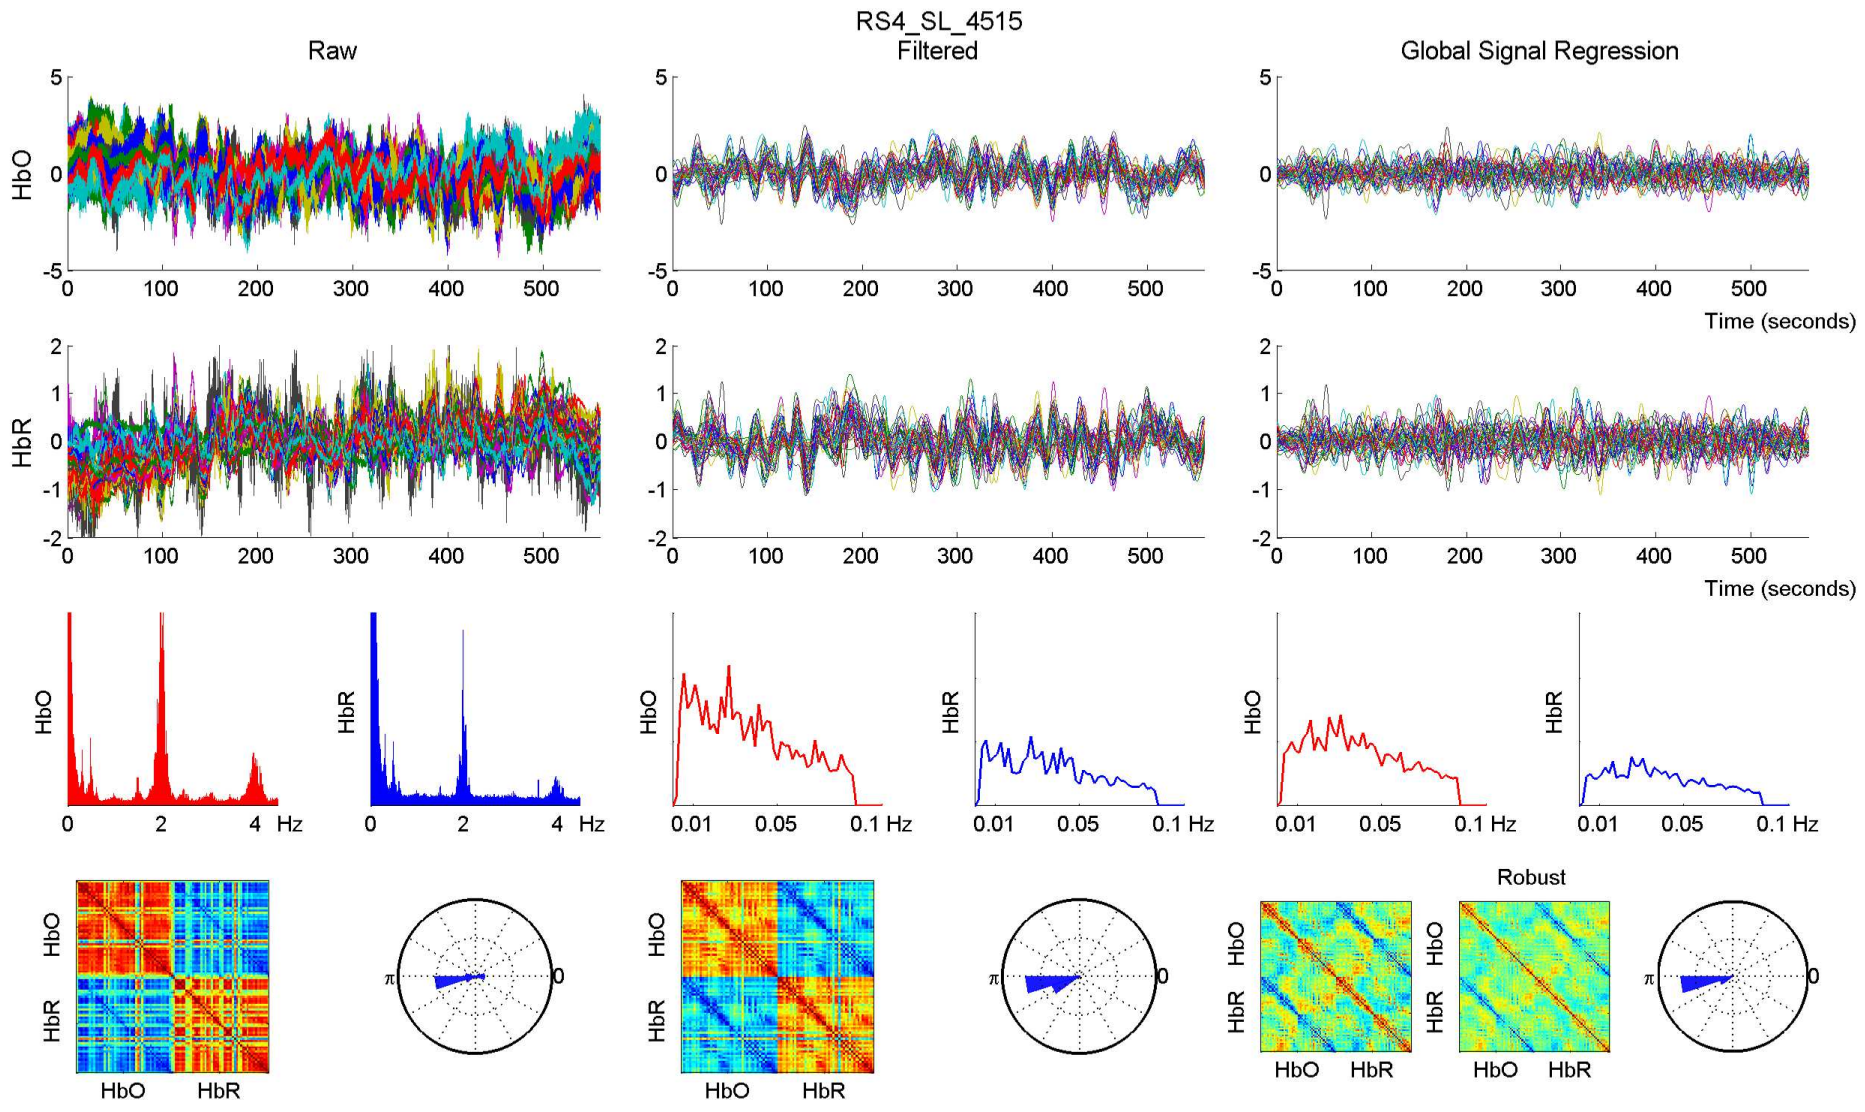 RS4_SL_4515
Raw
Filtered
Global Signal Regression
HbO
5
0
-5
0 100 200 300 400 500
5
0
-5
0 100 200 300 400 500
5
0
-5
0 100 200 300 400 500
Time (seconds)
HbR
2
1
0
-1
-2
0 100 200 300 400 500
2
1
0
-1
-2
0 100 200 300 400 500
2
1
0
-1
-2
0 100 200 300 400 500
Time (seconds)
HbO
0 2 4 Hz
HbR
0 2 4 Hz
HbO
0.01 0.05 0.1 Hz
HbR
0.01 0.05 0.1 Hz
HbO
0.01 0.05 0.1 Hz
HbR
0.01 0.05 0.1 Hz
HbO
HbR
HbO HbR
π 0
HbO
HbR
HbO HbR
π 0
HbO
HbR
HbO HbR
Robust
HbO
HbR
HbO HbR
π 0